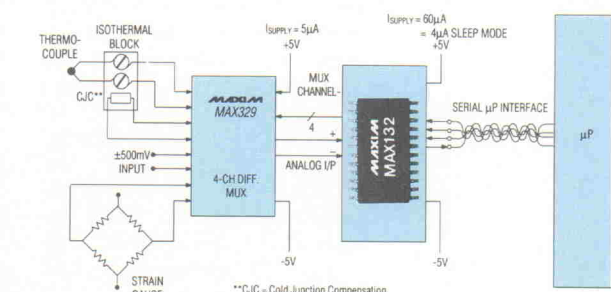 THERMO-
COUPLE
ISOTHERMAL
BLOCK
CJC**
±500mV
INPUT
STRAIN
GAUGE
MAXIM
MAX329
4-CH DIFF.
MUX
ISUPPLY = 5µA
+5V
-5V
MUX
CHANNEL
4
+
–
ANALOG I/P
ISUPPLY = 60µA
= 4µA SLEEP MODE
+5V
MAXIM
MAX132
-5V
SERIAL µP INTERFACE
µP
**CJC = Cold Junction Compensation